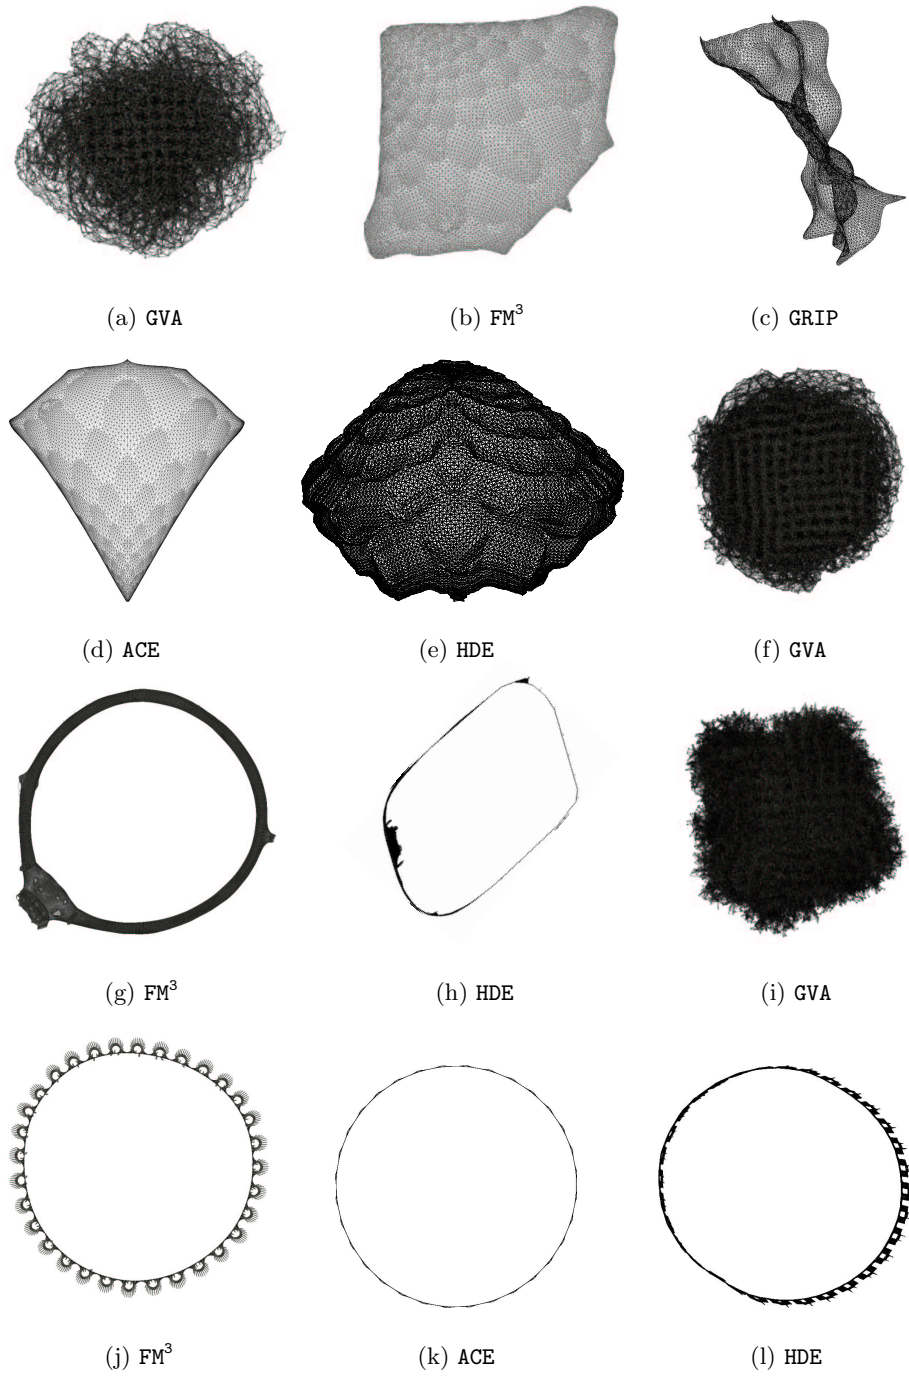 (a) GVA (b) FM³ (c) GRIP
(d) ACE (e) HDE (f) GVA
(g) FM³ (h) HDE (i) GVA
(j) FM³ (k) ACE (l) HDE